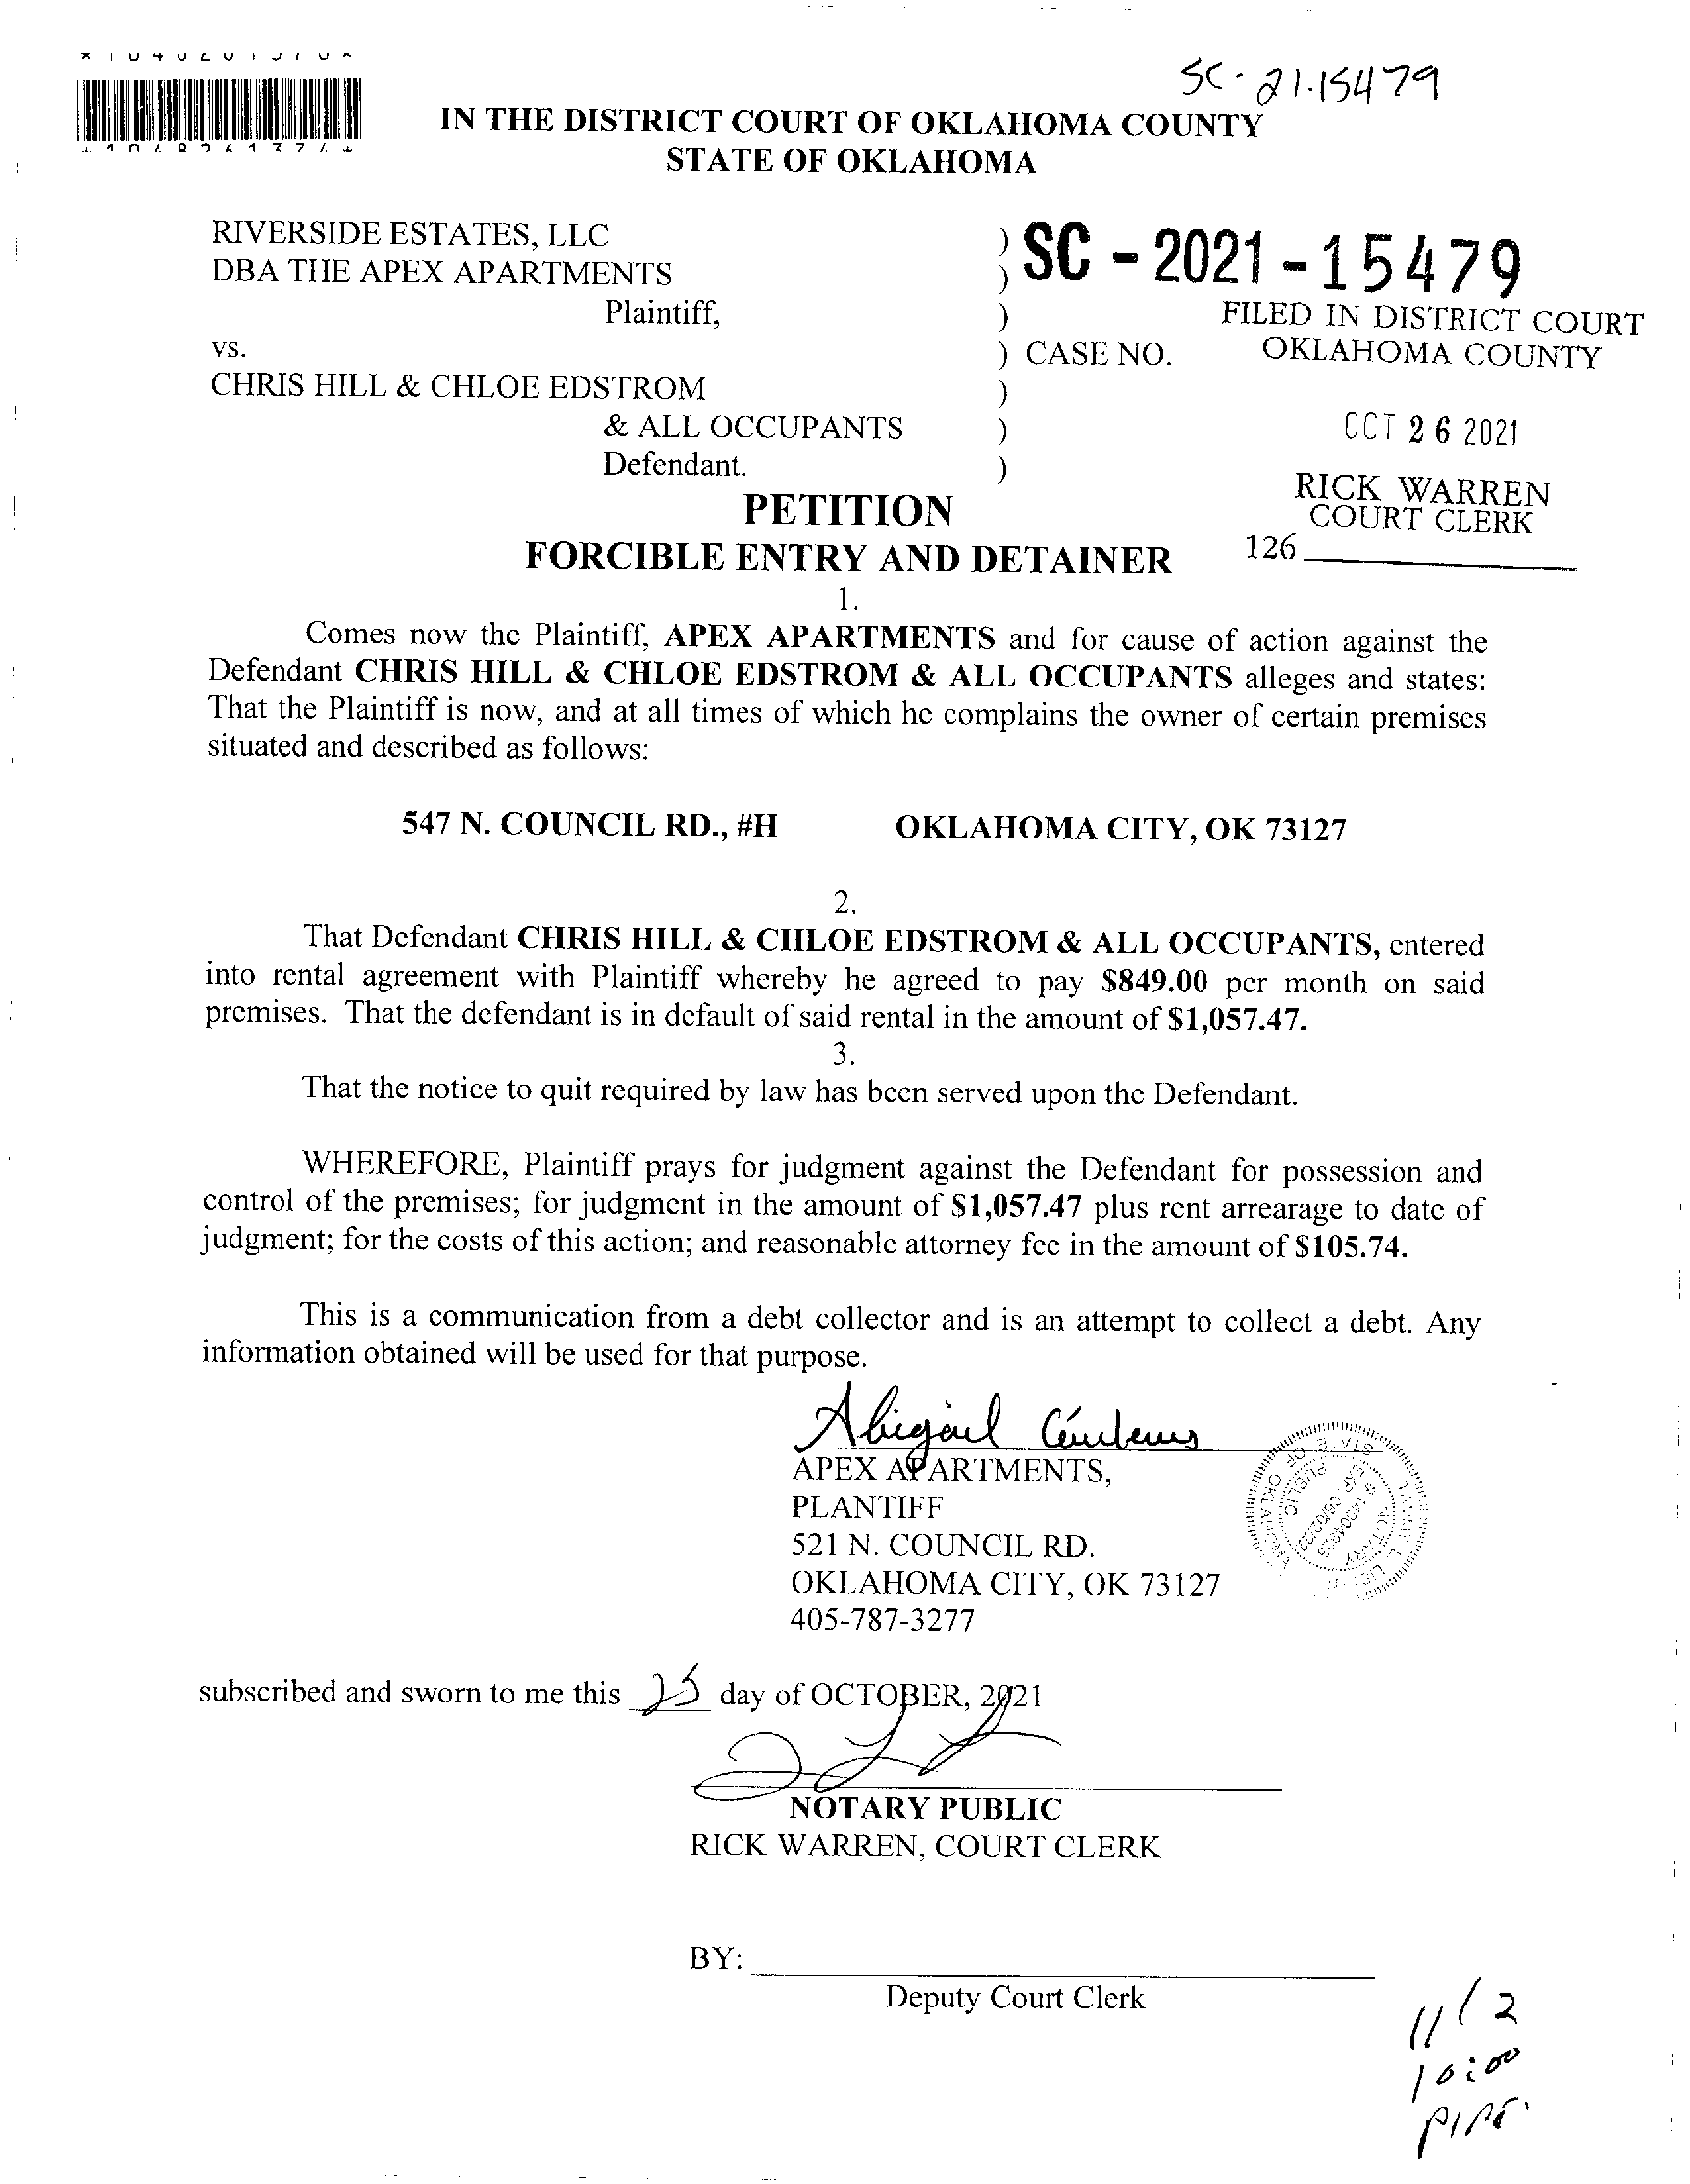 SC-21-15479
IN THE DISTRICT COURT OF OKLAHOMA COUNTY
STATE OF OKLAHOMA
RIVERSIDE ESTATES, LLC )
DBA THE APEX APARTMENTS )
Plaintiff, )
vs. ) CASE NO.
CHRIS HILL & CHLOE EDSTROM )
& ALL OCCUPANTS )
Defendant. )
SC - 2021 - 15479
FILED IN DISTRICT COURT
OKLAHOMA COUNTY
OCT 26 2021
RICK WARREN
COURT CLERK
126
PETITION
FORCIBLE ENTRY AND DETAINER
1.
Comes now the Plaintiff, APEX APARTMENTS and for cause of action against the
Defendant CHRIS HILL & CHLOE EDSTROM & ALL OCCUPANTS alleges and states:
That the Plaintiff is now, and at all times of which he complains the owner of certain premises
situated and described as follows:
547 N. COUNCIL RD., #H OKLAHOMA CITY, OK 73127
2.
That Defendant CHRIS HILL & CHLOE EDSTROM & ALL OCCUPANTS, entered
into rental agreement with Plaintiff whereby he agreed to pay $849.00 per month on said
premises. That the defendant is in default of said rental in the amount of $1,057.47.
3.
That the notice to quit required by law has been served upon the Defendant.
WHEREFORE, Plaintiff prays for judgment against the Defendant for possession and
control of the premises; for judgment in the amount of $1,057.47 plus rent arrearage to date of
judgment; for the costs of this action; and reasonable attorney fee in the amount of $105.74.
This is a communication from a debt collector and is an attempt to collect a debt. Any
information obtained will be used for that purpose.
Abigail
APEX APARTMENTS,
PLANTIFF
521 N. COUNCIL RD.
OKLAHOMA CITY, OK 73127
405-787-3277
NOTARY PUBLIC STATE OF OKLAHOMA
subscribed and sworn to me this 25 day of OCTOBER, 2021
NOTARY PUBLIC
RICK WARREN, COURT CLERK
BY:
Deputy Court Clerk
11/2
10:00